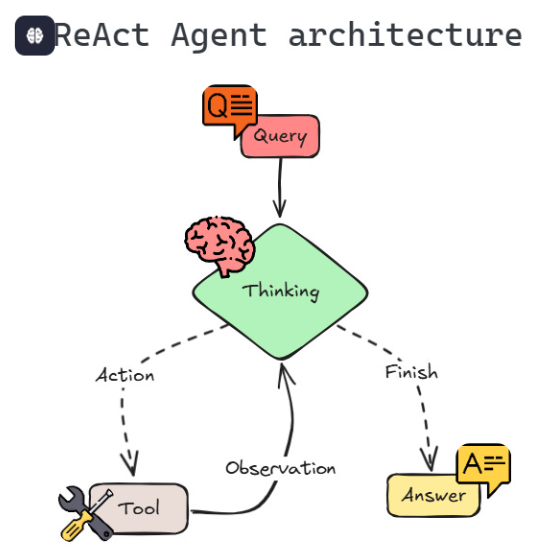 ReAct Agent architecture
Q
Query
Thinking
Action
Finish
Observation
A
Tool
Answer